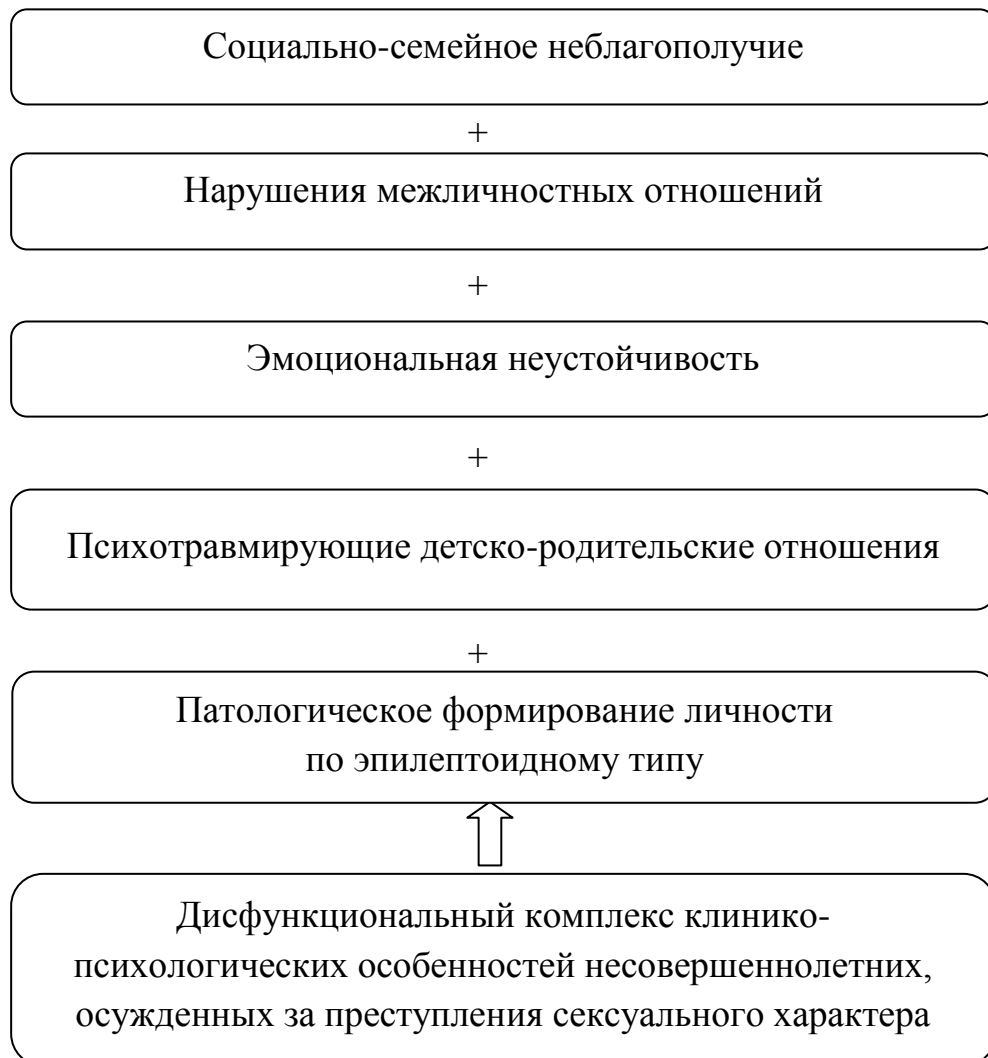 Социально-семейное неблагополучие
+
Нарушения межличностных отношений
+
Эмоциональная неустойчивость
+
Психотравмирующие детско-родительские отношения
+
Патологическое формирование личности
по эпилептоидному типу
Дисфункциональный комплекс клинико-
психологических особенностей несовершеннолетних,
осужденных за преступления сексуального характера